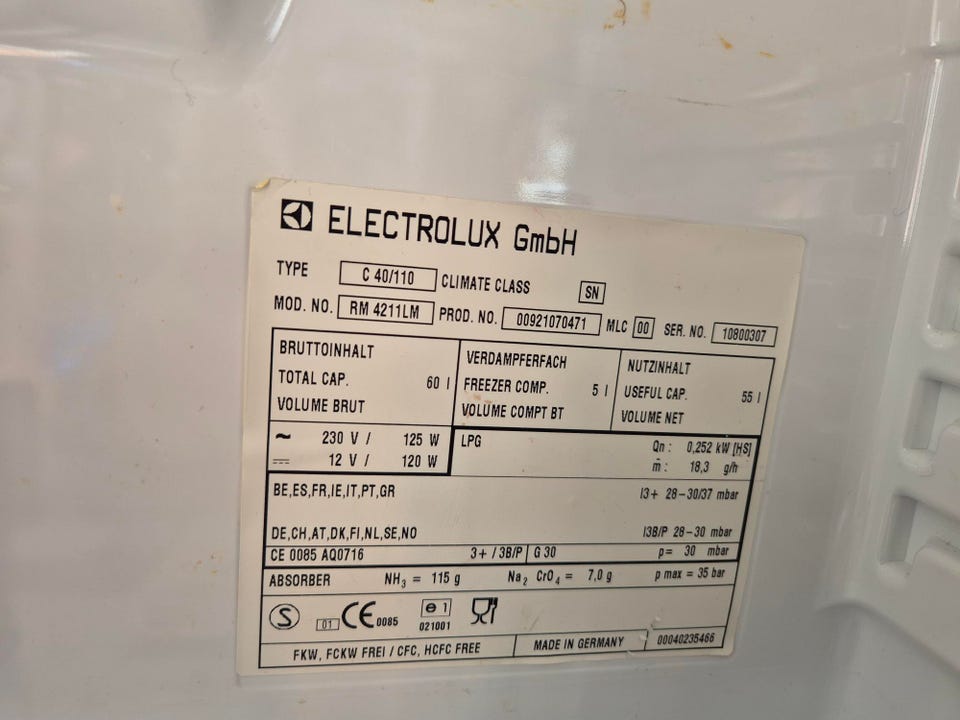 ELECTROLUX GmbH
TYPE C 40/110 CLIMATE CLASS SN
MOD. NO. RM 4211LM PROD. NO. 00921070471 MLC 00 SER. NO. 10800307
BRUTTOINHALT
TOTAL CAP. 60 l
VOLUME BRUT
VERDAMPFERFACH
FREEZER COMP. 5 l
VOLUME COMPT BT
NUTZINHALT
USEFUL CAP. 55 l
VOLUME NET
~ 230 V / 125 W
⎓ 12 V / 120 W
LPG Qn : 0,252 kW [HS]
ṁ : 18,3 g/h
BE,ES,FR,IE,IT,PT,GR I3+ 28-30/37 mbar
DE,CH,AT,DK,FI,NL,SE,NO I3B/P 28-30 mbar
CE 0085 AQ0716 3+ / 3B/P G 30 p= 30 mbar
ABSORBER NH₃ = 115 g Na₂ CrO₄ = 7,0 g p max = 35 bar
S 01 CE 0085 e 1
021001
FKW, FCKW FREI / CFC, HCFC FREE MADE IN GERMANY 00040235466